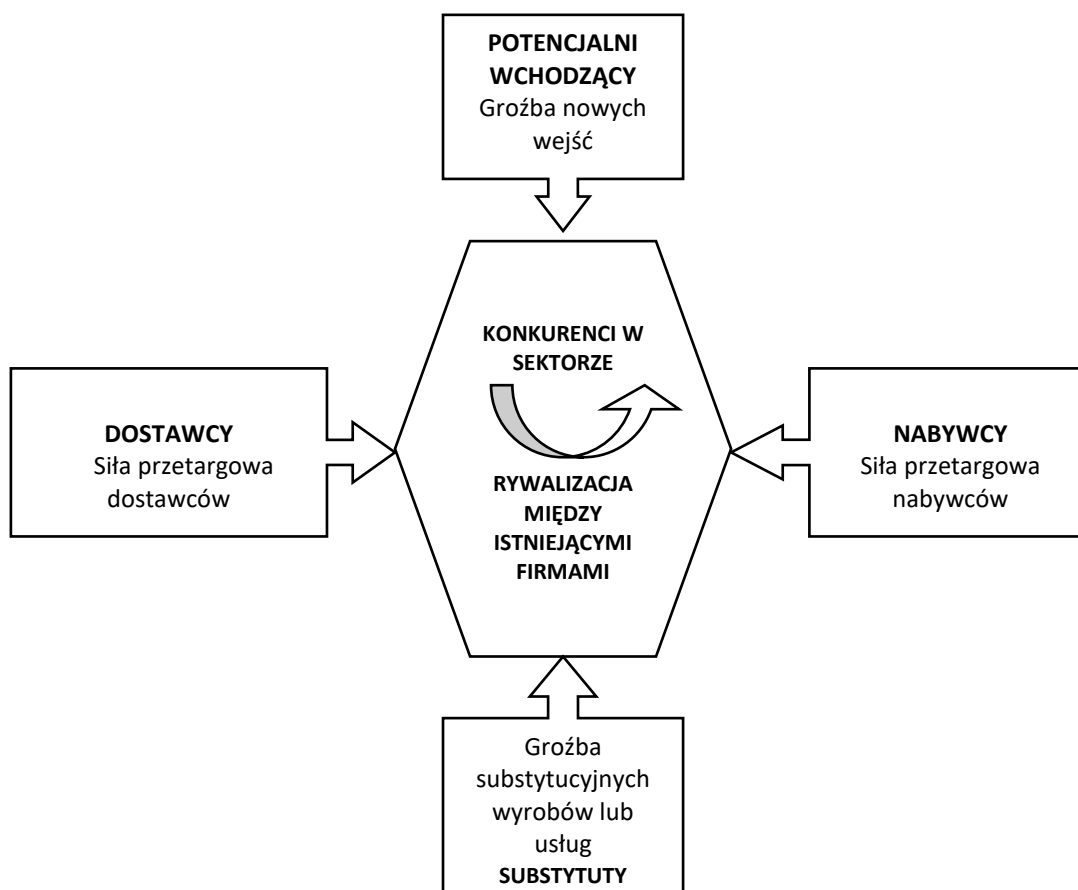 POTENCJALNI
WCHODZĄCY
Groźba nowych
wejść
KONKURENCI W
SEKTORZE
DOSTAWCY
Siła przetargowa
dostawców
RYWALIZACJA
MIĘDZY
ISTNIEJĄCYMI
FIRMAMI
NABYWCY
Siła przetargowa
nabywców
Groźba
substytucyjnych
wyrobów lub
usług
SUBSTYTUTY